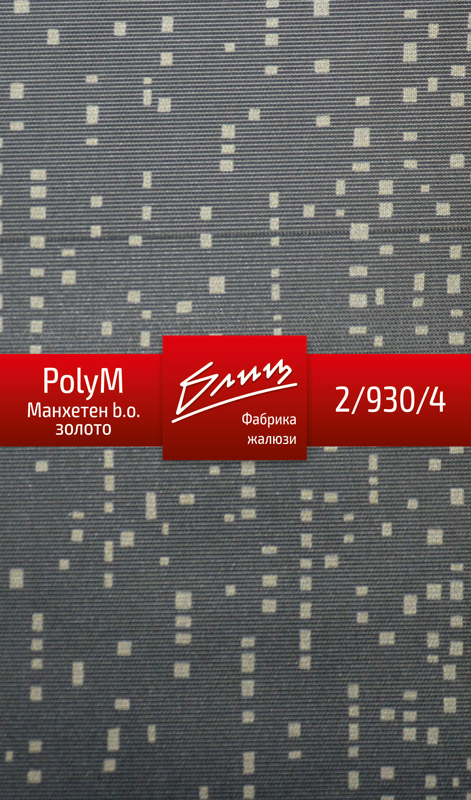 PolyM
Манхетен b.o.
золото
Блиц
Фабрика
жалюзи
2/930/4